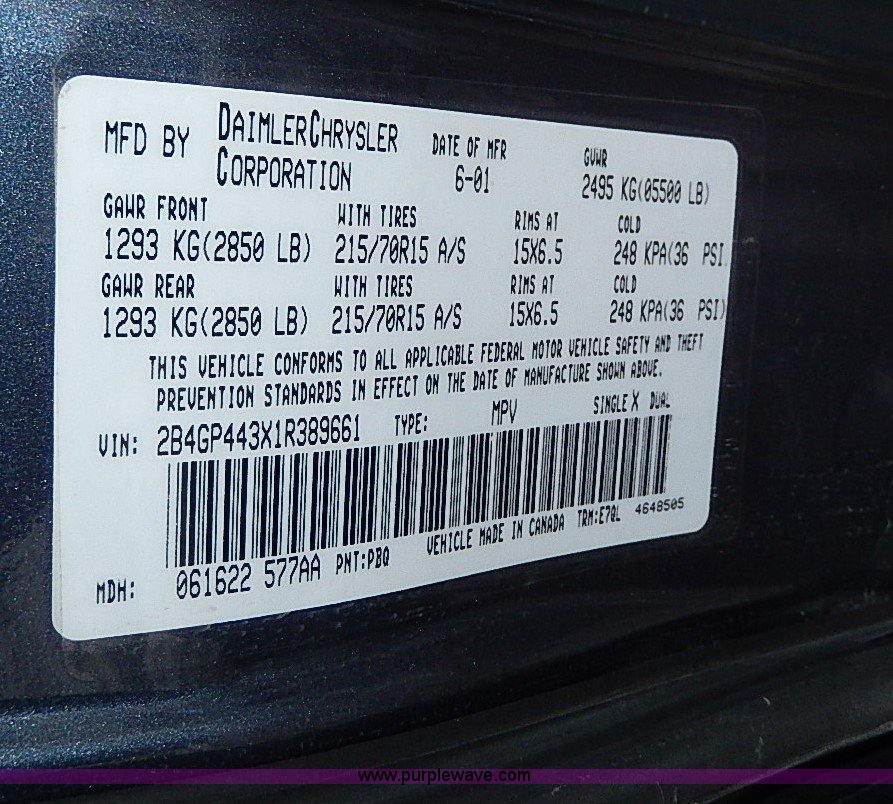 MFD BY DAIMLERCHRYSLER CORPORATION DATE OF MFR 6-01 GVWR 2495 KG(05500 LB)
GAWR FRONT WITH TIRES RIMS AT COLD
1293 KG(2850 LB) 215/70R15 A/S 15X6.5 248 KPA(36 PSI
GAWR REAR WITH TIRES RIMS AT COLD
1293 KG(2850 LB) 215/70R15 A/S 15X6.5 248 KPA(36 PSI)
THIS VEHICLE CONFORMS TO ALL APPLICABLE FEDERAL MOTOR VEHICLE SAFETY AND THEFT
PREVENTION STANDARDS IN EFFECT ON THE DATE OF MANUFACTURE SHOWN ABOVE.
VIN: 2B4GP443X1R389661 TYPE: MPV SINGLE X DUAL
MDH: 061622 577AA PNT:PBQ VEHICLE MADE IN CANADA TRM:E7QL 4648505
www.purplewave.com